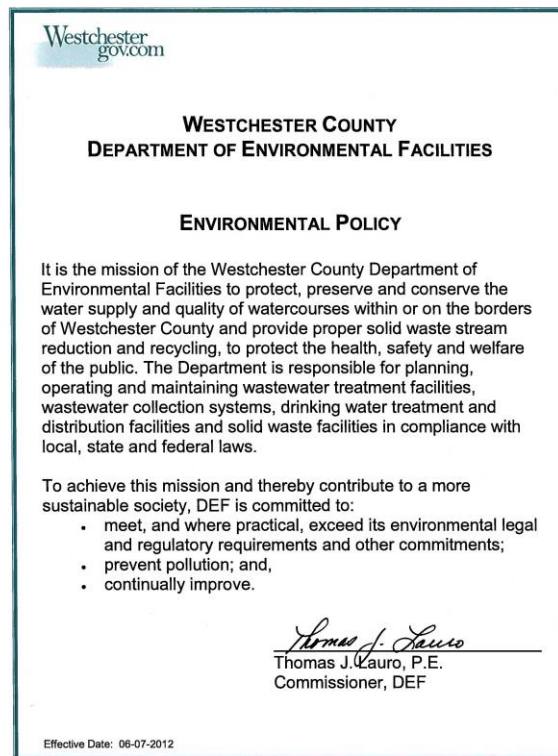 Westchester
gov.com
WESTCHESTER COUNTY
DEPARTMENT OF ENVIRONMENTAL FACILITIES
ENVIRONMENTAL POLICY
It is the mission of the Westchester County Department of
Environmental Facilities to protect, preserve and conserve the
water supply and quality of watercourses within or on the borders
of Westchester County and provide proper solid waste stream
reduction and recycling, to protect the health, safety and welfare
of the public. The Department is responsible for planning,
operating and maintaining wastewater treatment facilities,
wastewater collection systems, drinking water treatment and
distribution facilities and solid waste facilities in compliance with
local, state and federal laws.
To achieve this mission and thereby contribute to a more
sustainable society, DEF is committed to:
• meet, and where practical, exceed its environmental legal
and regulatory requirements and other commitments;
• prevent pollution; and,
• continually improve.
Thomas J. Lauro
Thomas J. Lauro, P.E.
Commissioner, DEF
Effective Date: 06-07-2012